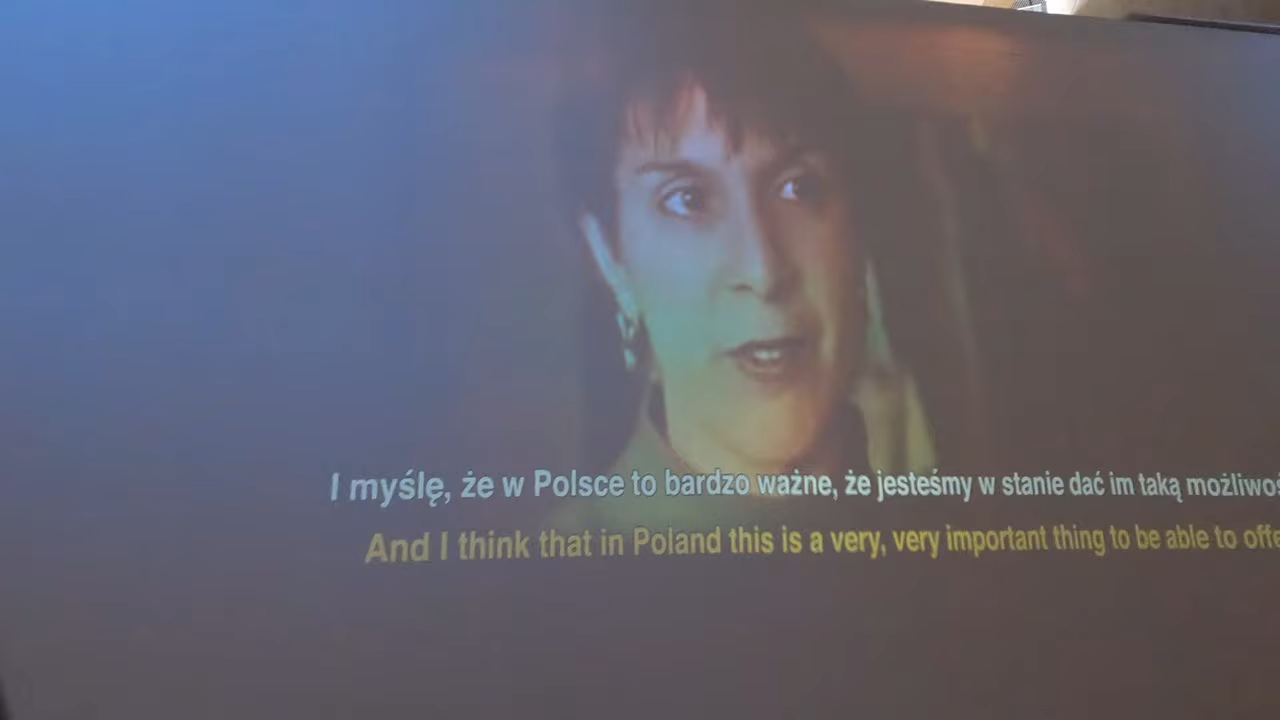 I myślę, że w Polsce to bardzo ważne, że jesteśmy w stanie dać im taką
And I think that in Poland this is a very, very important thing to be able to